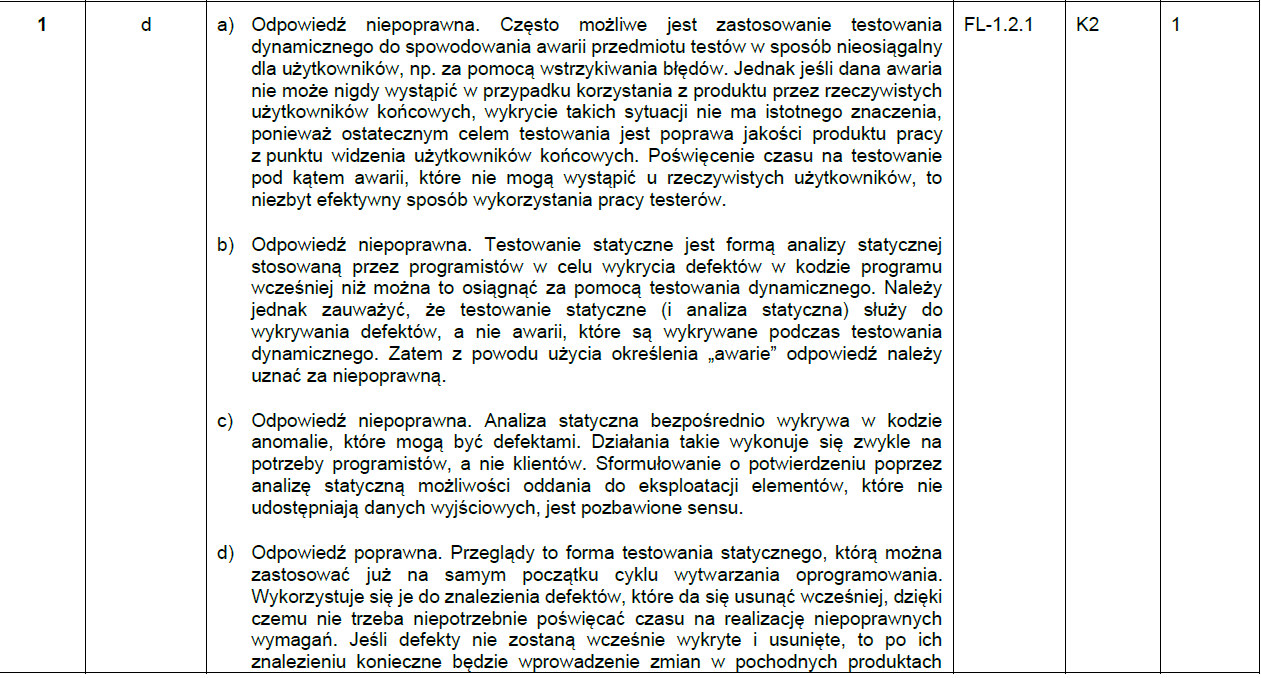 1 d a) Odpowiedź niepoprawna. Często możliwe jest zastosowanie testowania FL-1.2.1 K2 1
dynamicznego do spowodowania awarii przedmiotu testów w sposób nieosiągalny
dla użytkowników, np. za pomocą wstrzykiwania błędów. Jednak jeśli dana awaria
nie może nigdy wystąpić w przypadku korzystania z produktu przez rzeczywistych
użytkowników końcowych, wykrycie takich sytuacji nie ma istotnego znaczenia,
ponieważ ostatecznym celem testowania jest poprawa jakości produktu pracy
z punktu widzenia użytkowników końcowych. Poświęcenie czasu na testowanie
pod kątem awarii, które nie mogą wystąpić u rzeczywistych użytkowników, to
niezbyt efektywny sposób wykorzystania pracy testerów.
b) Odpowiedź niepoprawna. Testowanie statyczne jest formą analizy statycznej
stosowaną przez programistów w celu wykrycia defektów w kodzie programu
wcześniej niż można to osiągnąć za pomocą testowania dynamicznego. Należy
jednak zauważyć, że testowanie statyczne (i analiza statyczna) służy do
wykrywania defektów, a nie awarii, które są wykrywane podczas testowania
dynamicznego. Zatem z powodu użycia określenia „awarie” odpowiedź należy
uznać za niepoprawną.
c) Odpowiedź niepoprawna. Analiza statyczna bezpośrednio wykrywa w kodzie
anomalie, które mogą być defektami. Działania takie wykonuje się zwykle na
potrzeby programistów, a nie klientów. Sformułowanie o potwierdzeniu poprzez
analizę statyczną możliwości oddania do eksploatacji elementów, które nie
udostępniają danych wyjściowych, jest pozbawione sensu.
d) Odpowiedź poprawna. Przeglądy to forma testowania statycznego, którą można
zastosować już na samym początku cyklu wytwarzania oprogramowania.
Wykorzystuje się je do znalezienia defektów, które da się usunąć wcześniej, dzięki
czemu nie trzeba niepotrzebnie poświęcać czasu na realizację niepoprawnych
wymagań. Jeśli defekty nie zostaną wcześnie wykryte i usunięte, to po ich
znalezieniu konieczne będzie wprowadzenie zmian w pochodnych produktach